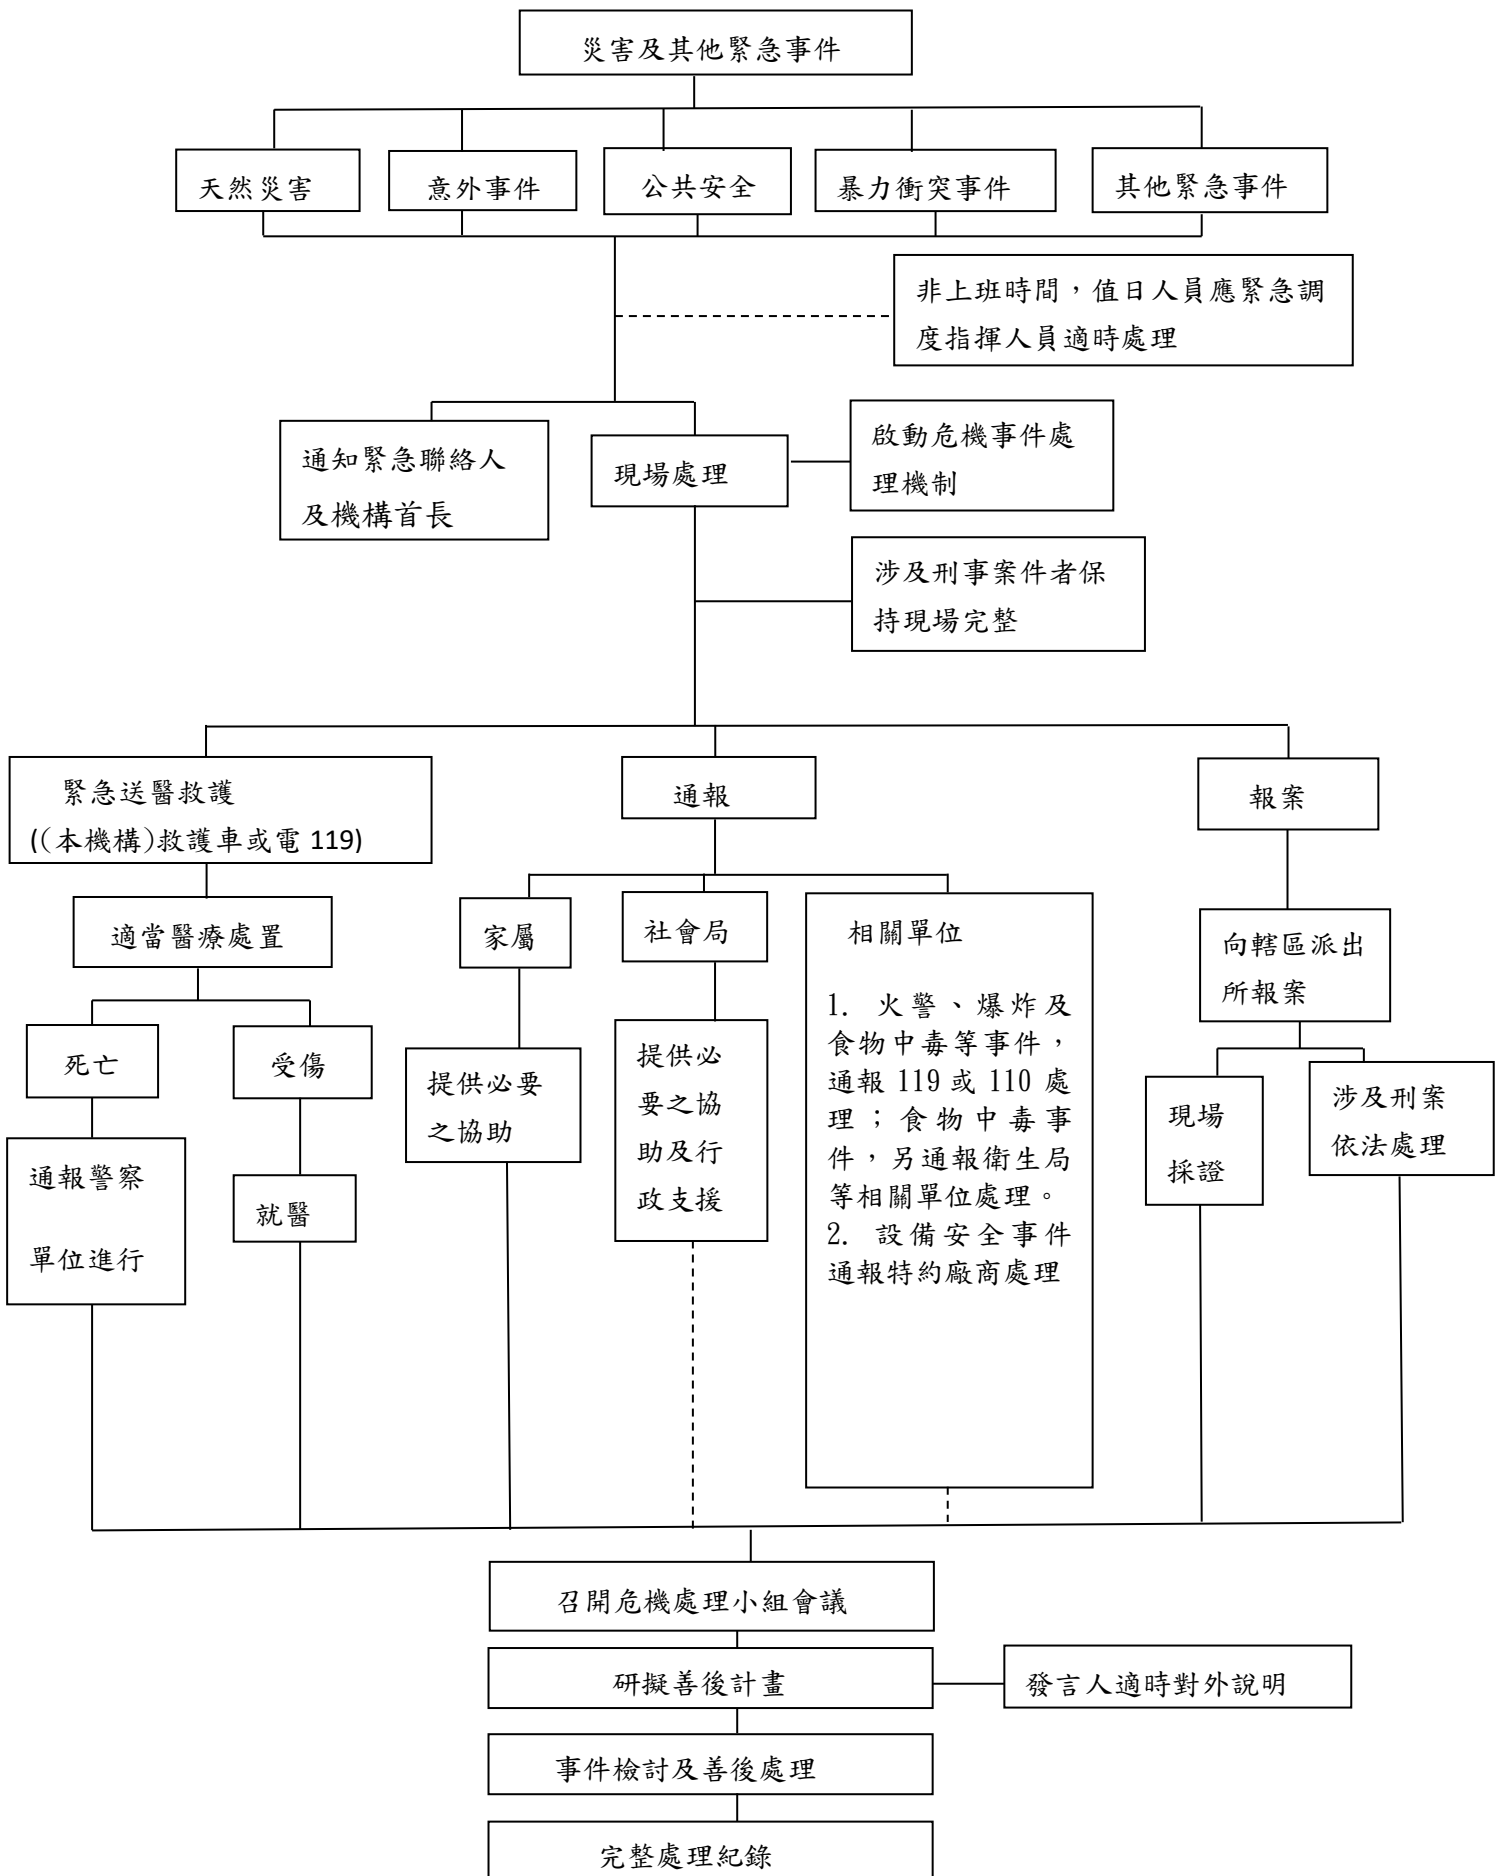 災害及其他緊急事件
天然災害
意外事件
公共安全
暴力衝突事件
其他緊急事件
非上班時間，值日人員應緊急調
度指揮人員適時處理
通知緊急聯絡人
及機構首長
現場處理
啟動危機事件處
理機制
涉及刑事案件者保
持現場完整
緊急送醫救護
((本機構)救護車或電 119)
通報
報案
適當醫療處置
家屬
社會局
相關單位
1. 火警、爆炸及
食物中毒等事件，
通報 119 或 110 處
理；食物中毒事
件，另通報衛生局
等相關單位處理。
2. 設備安全事件
通報特約廠商處理
向轄區派出
所報案
死亡
受傷
提供必要
之協助
提供必
要之協
助及行
政支援
現場
採證
涉及刑案
依法處理
通報警察
單位進行
就醫
召開危機處理小組會議
研擬善後計畫
發言人適時對外說明
事件檢討及善後處理
完整處理紀錄